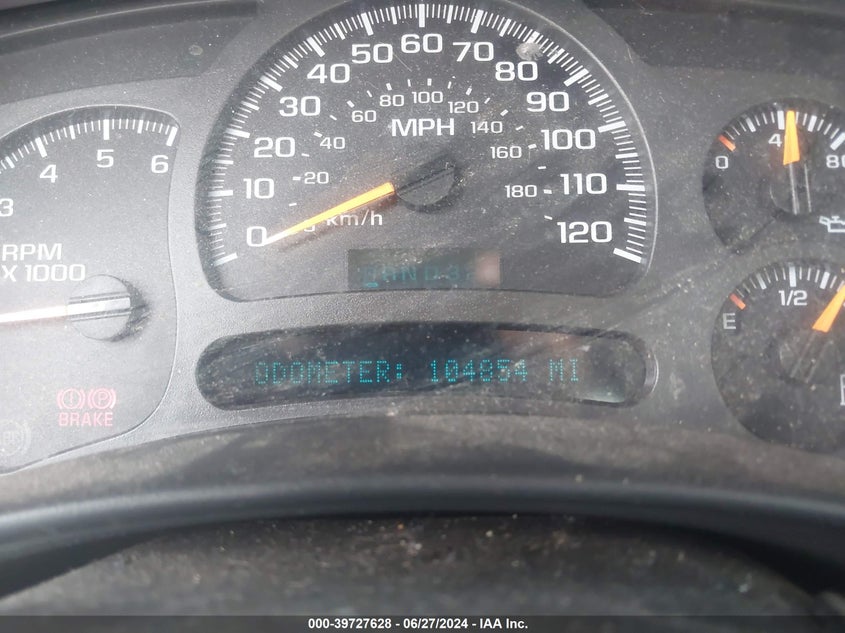 3 4 5 6
RPM
X 1000
BRAKE
0 10 20 30 40 50 60 70 80 90 100 110 120
20 40 60 80 100 120 140 160 180
MPH
km/h
ODOMETER: 104854 MI
0 4 80
E 1/2
000-39727628 - 06/27/2024 - IAA Inc.